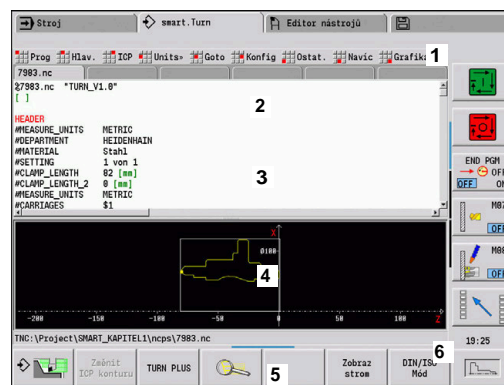 Stroj smart.Turn Editor nástrojů
Prog Hlav. ICP Units» Goto Konfig Ostat. Navic Grafika 1
7983.nc
%7983.nc "TURN_V1.0"
[ ] 2
HEADER
#MEASURE_UNITS METRIC
#DEPARTMENT HEIDENHAIN
#MATERIAL Stahl
#SETTING 1 von 1
#CLAMP_LENGTH 02 [mm] 3
#CLAMP_LENGTH_2 0 [mm]
#MEASURE_UNITS METRIC
#CARRIAGES $1
END PGM
OFF
OFF ON
M07
OFF
M08
OFF
X
Ø100
4
-200 -150 -100 -50 0 50 100 Z
TNC:\Project\SMART_KAPITEL1\ncps\7983.nc
19:25
Změnit ICP konturu
TURN PLUS
5
Zobraz strom
DIN/ISO Mód
6